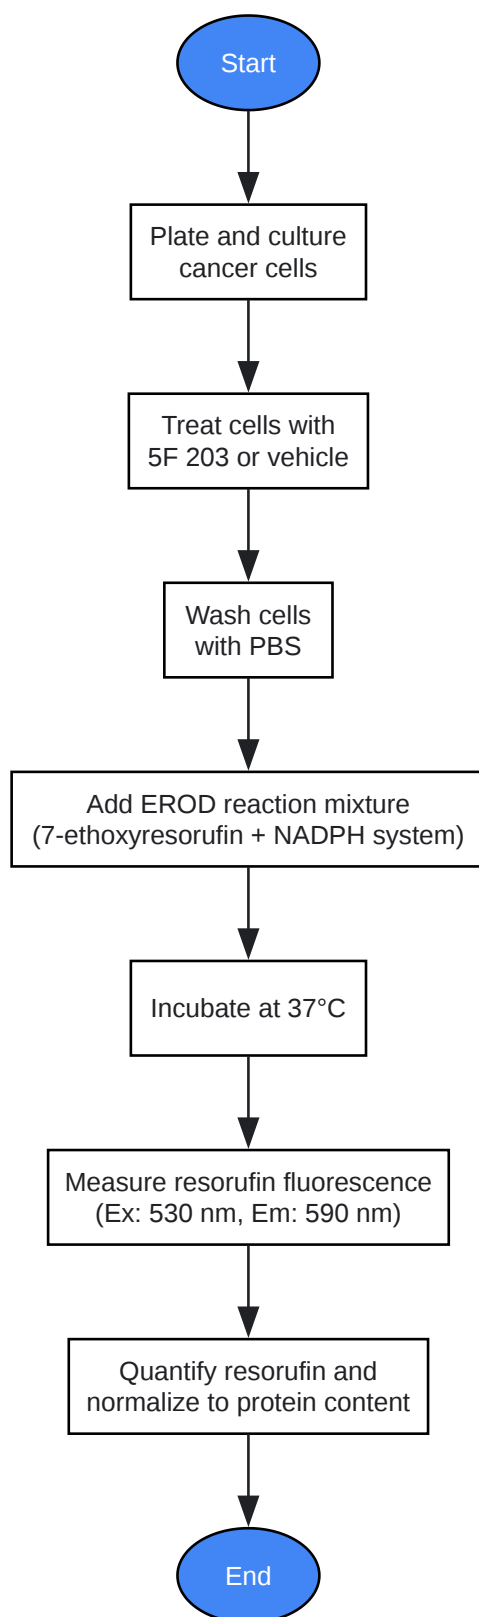 Start
Plate and culture
cancer cells
Treat cells with
5F 203 or vehicle
Wash cells
with PBS
Add EROD reaction mixture
(7-ethoxyresorufin + NADPH system)
Incubate at 37°C
Measure resorufin fluorescence
(Ex: 530 nm, Em: 590 nm)
Quantify resorufin and
normalize to protein content
End